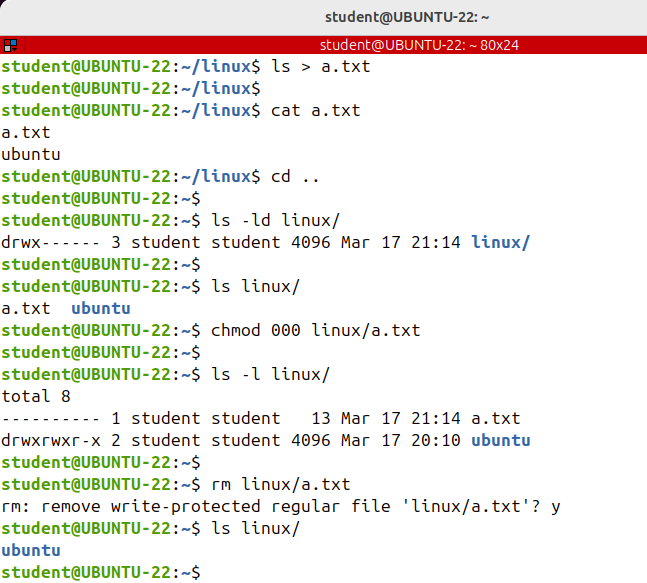 student@UBUNTU-22: ~
student@UBUNTU-22: ~ 80x24
student@UBUNTU-22:~/linux$ ls > a.txt
student@UBUNTU-22:~/linux$
student@UBUNTU-22:~/linux$ cat a.txt
a.txt
ubuntu
student@UBUNTU-22:~/linux$ cd ..
student@UBUNTU-22:~$
student@UBUNTU-22:~$ ls -ld linux/
drwx------ 3 student student 4096 Mar 17 21:14 linux/
student@UBUNTU-22:~$
student@UBUNTU-22:~$ ls linux/
a.txt  ubuntu
student@UBUNTU-22:~$ chmod 000 linux/a.txt
student@UBUNTU-22:~$
student@UBUNTU-22:~$ ls -l linux/
total 8
---------- 1 student student   13 Mar 17 21:14 a.txt
drwxrwxr-x 2 student student 4096 Mar 17 20:10 ubuntu
student@UBUNTU-22:~$
student@UBUNTU-22:~$ rm linux/a.txt
rm: remove write-protected regular file 'linux/a.txt'? y
student@UBUNTU-22:~$ ls linux/
ubuntu
student@UBUNTU-22:~$